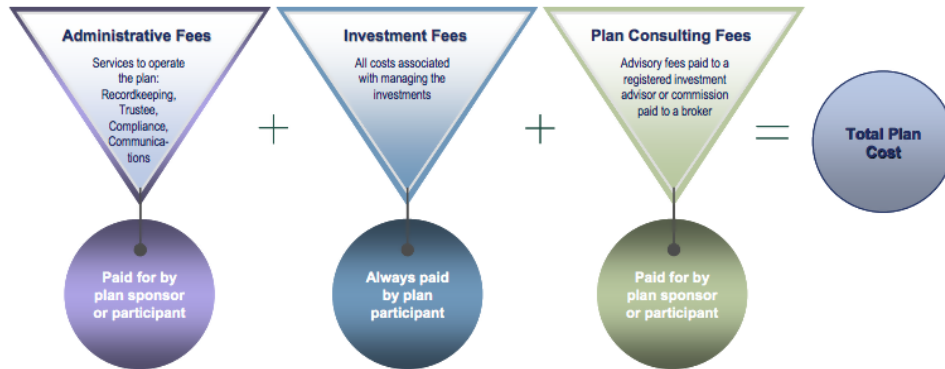 Administrative Fees
Services to operate
the plan:
Recordkeeping,
Trustee,
Compliance,
Communica-
tions
+
Investment Fees
All costs associated
with managing the
investments
+
Plan Consulting Fees
Advisory fees paid to a
registered investment
advisor or commission
paid to a broker
=
Total Plan
Cost
Paid for by
plan sponsor
or participant
Always paid
by plan
participant
Paid for by
plan sponsor
or participant